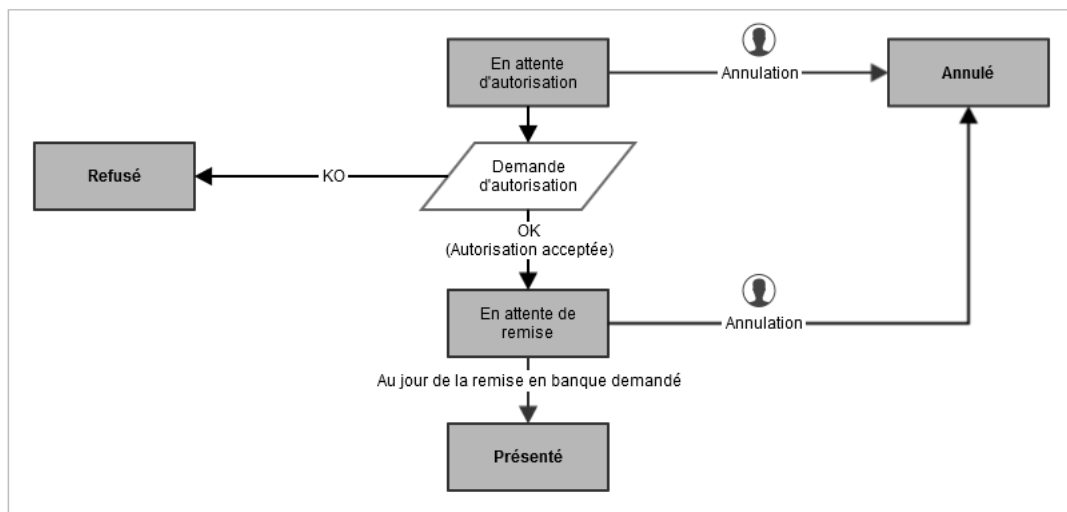 En attente
d'autorisation
Annulation
Annulé
Refusé
KO
Demande
d'autorisation
OK
(Autorisation acceptée)
En attente de
remise
Annulation
Au jour de la remise en banque demandé
Présenté